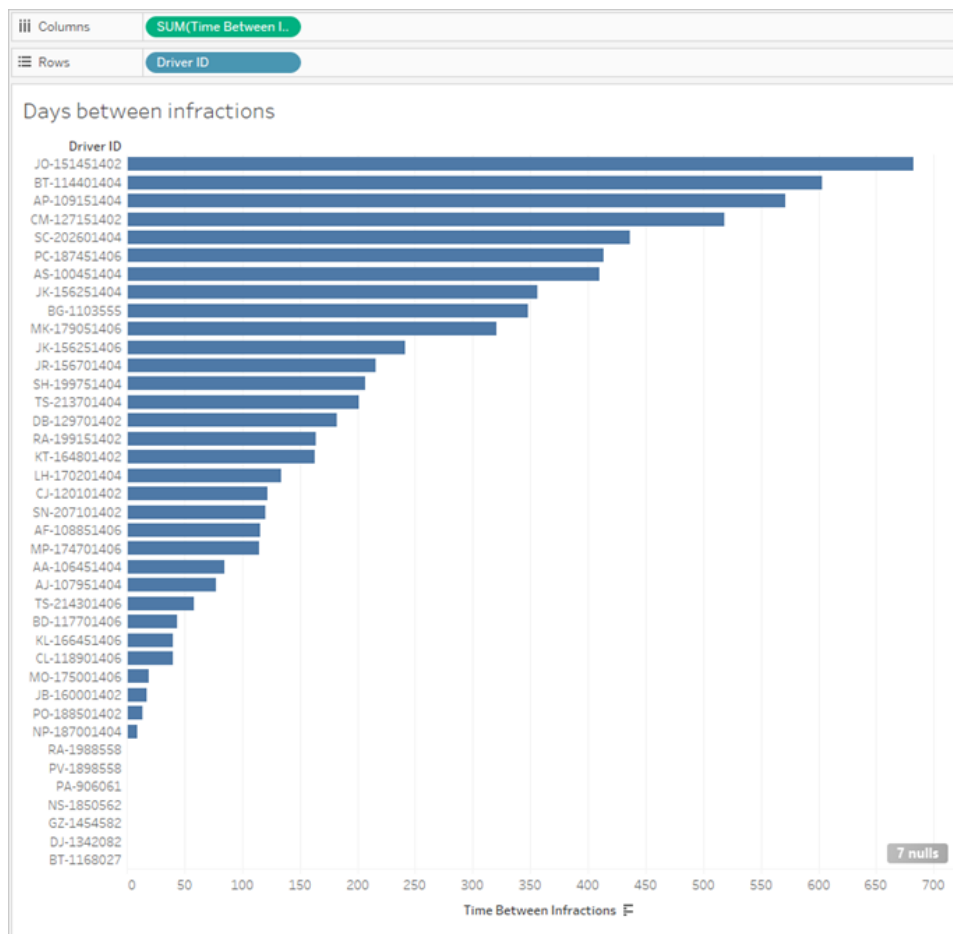 Columns SUM(Time Between I..
Rows Driver ID
Days between infractions
Driver ID
JO-151451402
BT-114401404
AP-109151404
CM-127151402
SC-202601404
PC-187451406
AS-100451404
JK-156251404
BG-1103555
MK-179051406
JK-156251406
JR-156701404
SH-199751404
TS-213701404
DB-129701402
RA-199151402
KT-164801402
LH-170201404
CJ-120101402
SN-207101402
AF-108851406
MP-174701406
AA-106451404
AJ-107951404
TS-214301406
BD-117701406
KL-166451406
CL-118901406
MO-175001406
JB-160001402
PO-188501402
NP-187001404
RA-1988558
PV-1898558
PA-906061
NS-1850562
GZ-1454582
DJ-1342082
BT-1168027
7 nulls
0 50 100 150 200 250 300 350 400 450 500 550 600 650 700
Time Between Infractions